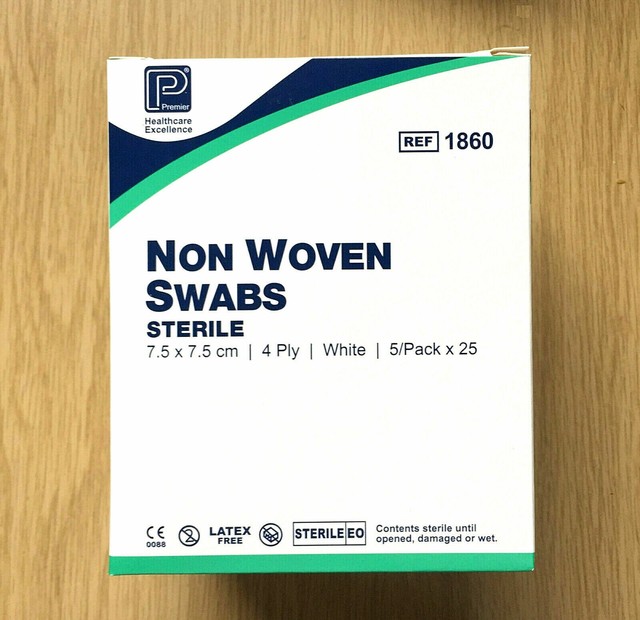 P®
Premier
Healthcare
Excellence
REF 1860
NON WOVEN
SWABS
STERILE
7.5 x 7.5 cm | 4 Ply | White | 5/Pack x 25
CE
0088
2
LATEX
FREE
STERILE EO
Contents sterile until
opened, damaged or wet.